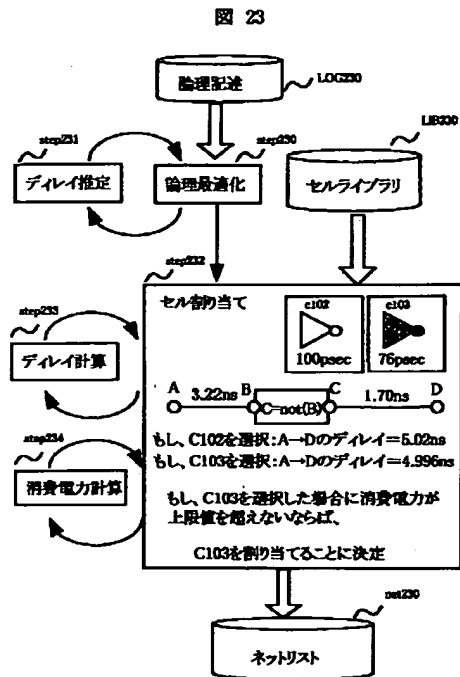 図 23
論理記述
LOG230
LIB230
step231
step230
ディレイ推定
論理最適化
セルライブラリ
step232
セル割り当て
c102
c103
100psec
76psec
step233
ディレイ計算
A 3.22ns B C 1.70ns D
C=not(B)
もし、C102を選択:A→Dのディレイ=5.02ns
もし、C103を選択:A→Dのディレイ=4.996ns
step234
消費電力計算
もし、C103を選択した場合に消費電力が
上限値を超えないならば、
C103を割り当てることに決定
net230
ネットリスト